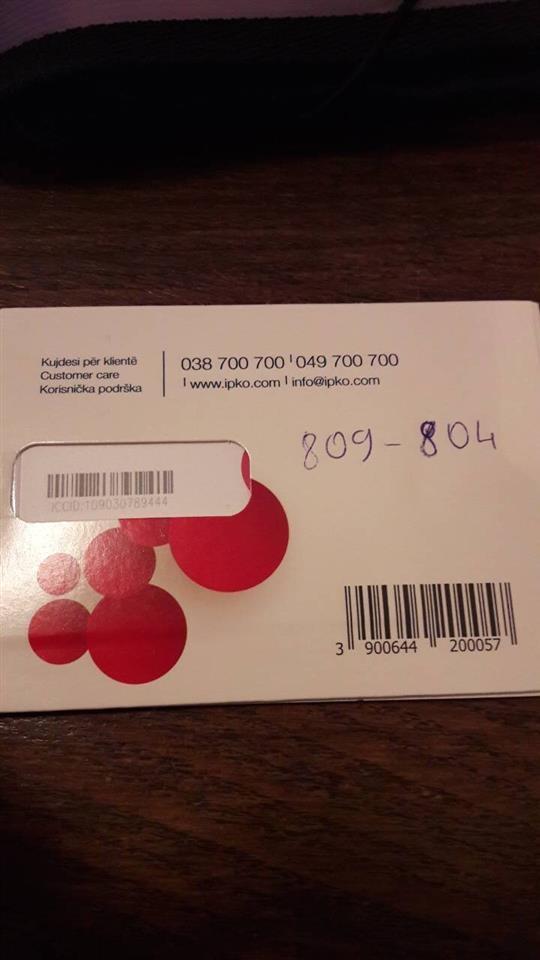 Kujdesi për klientë
Customer care
Korisnička podrška
038 700 700 | 049 700 700
| www.ipko.com | info@ipko.com
809-804
ICCID:109030789444
3 900644 200057